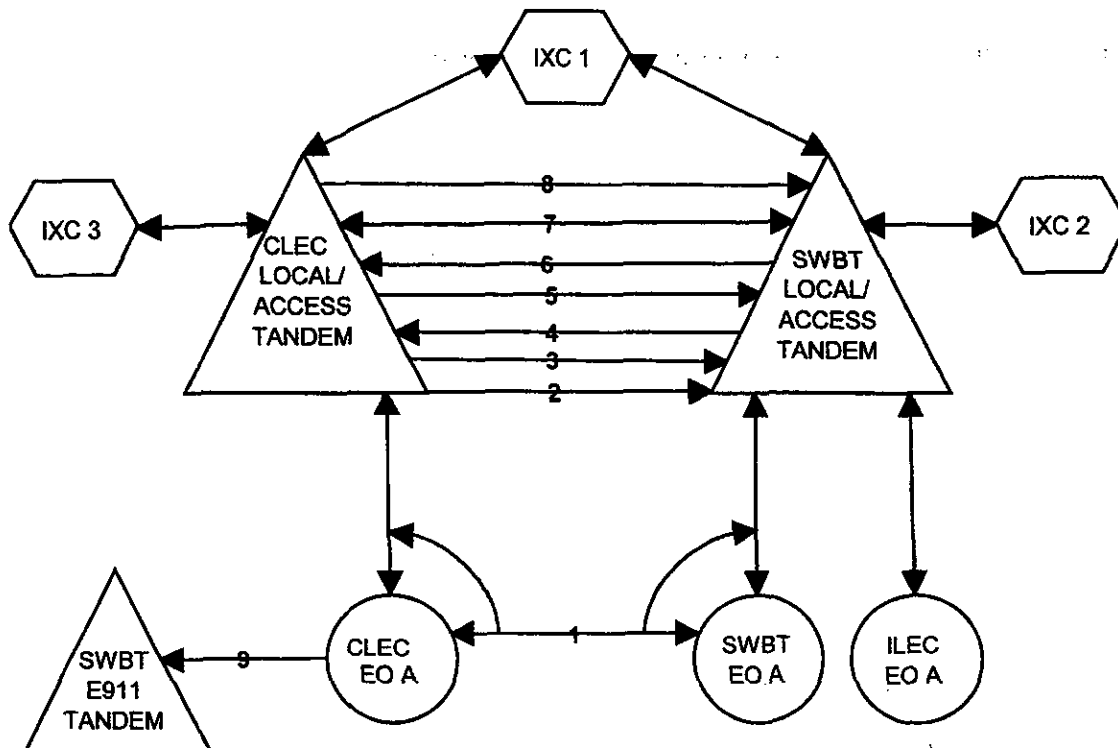 IXC 1
8
IXC 3
7
IXC 2
CLEC
LOCAL/
ACCESS
TANDEM
6
SWBT
LOCAL/
ACCESS
TANDEM
5
4
3
2
1
CLEC
EO A
SWBT
EO A
ILEC
EO A
9
SWBT
E911
TANDEM